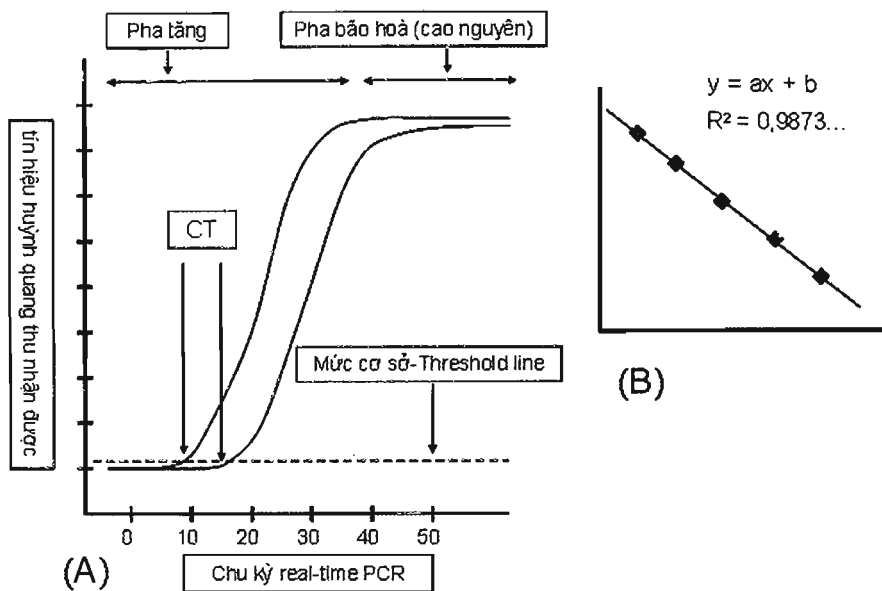 Pha tăng
Pha bão hoà (cao nguyên)
tín hiệu huỳnh quang thu nhận được
CT
Mức cơ sở-Threshold line
0 10 20 30 40 50
(A)
Chu kỳ real-time PCR
y = ax + b
R² = 0,9873...
(B)